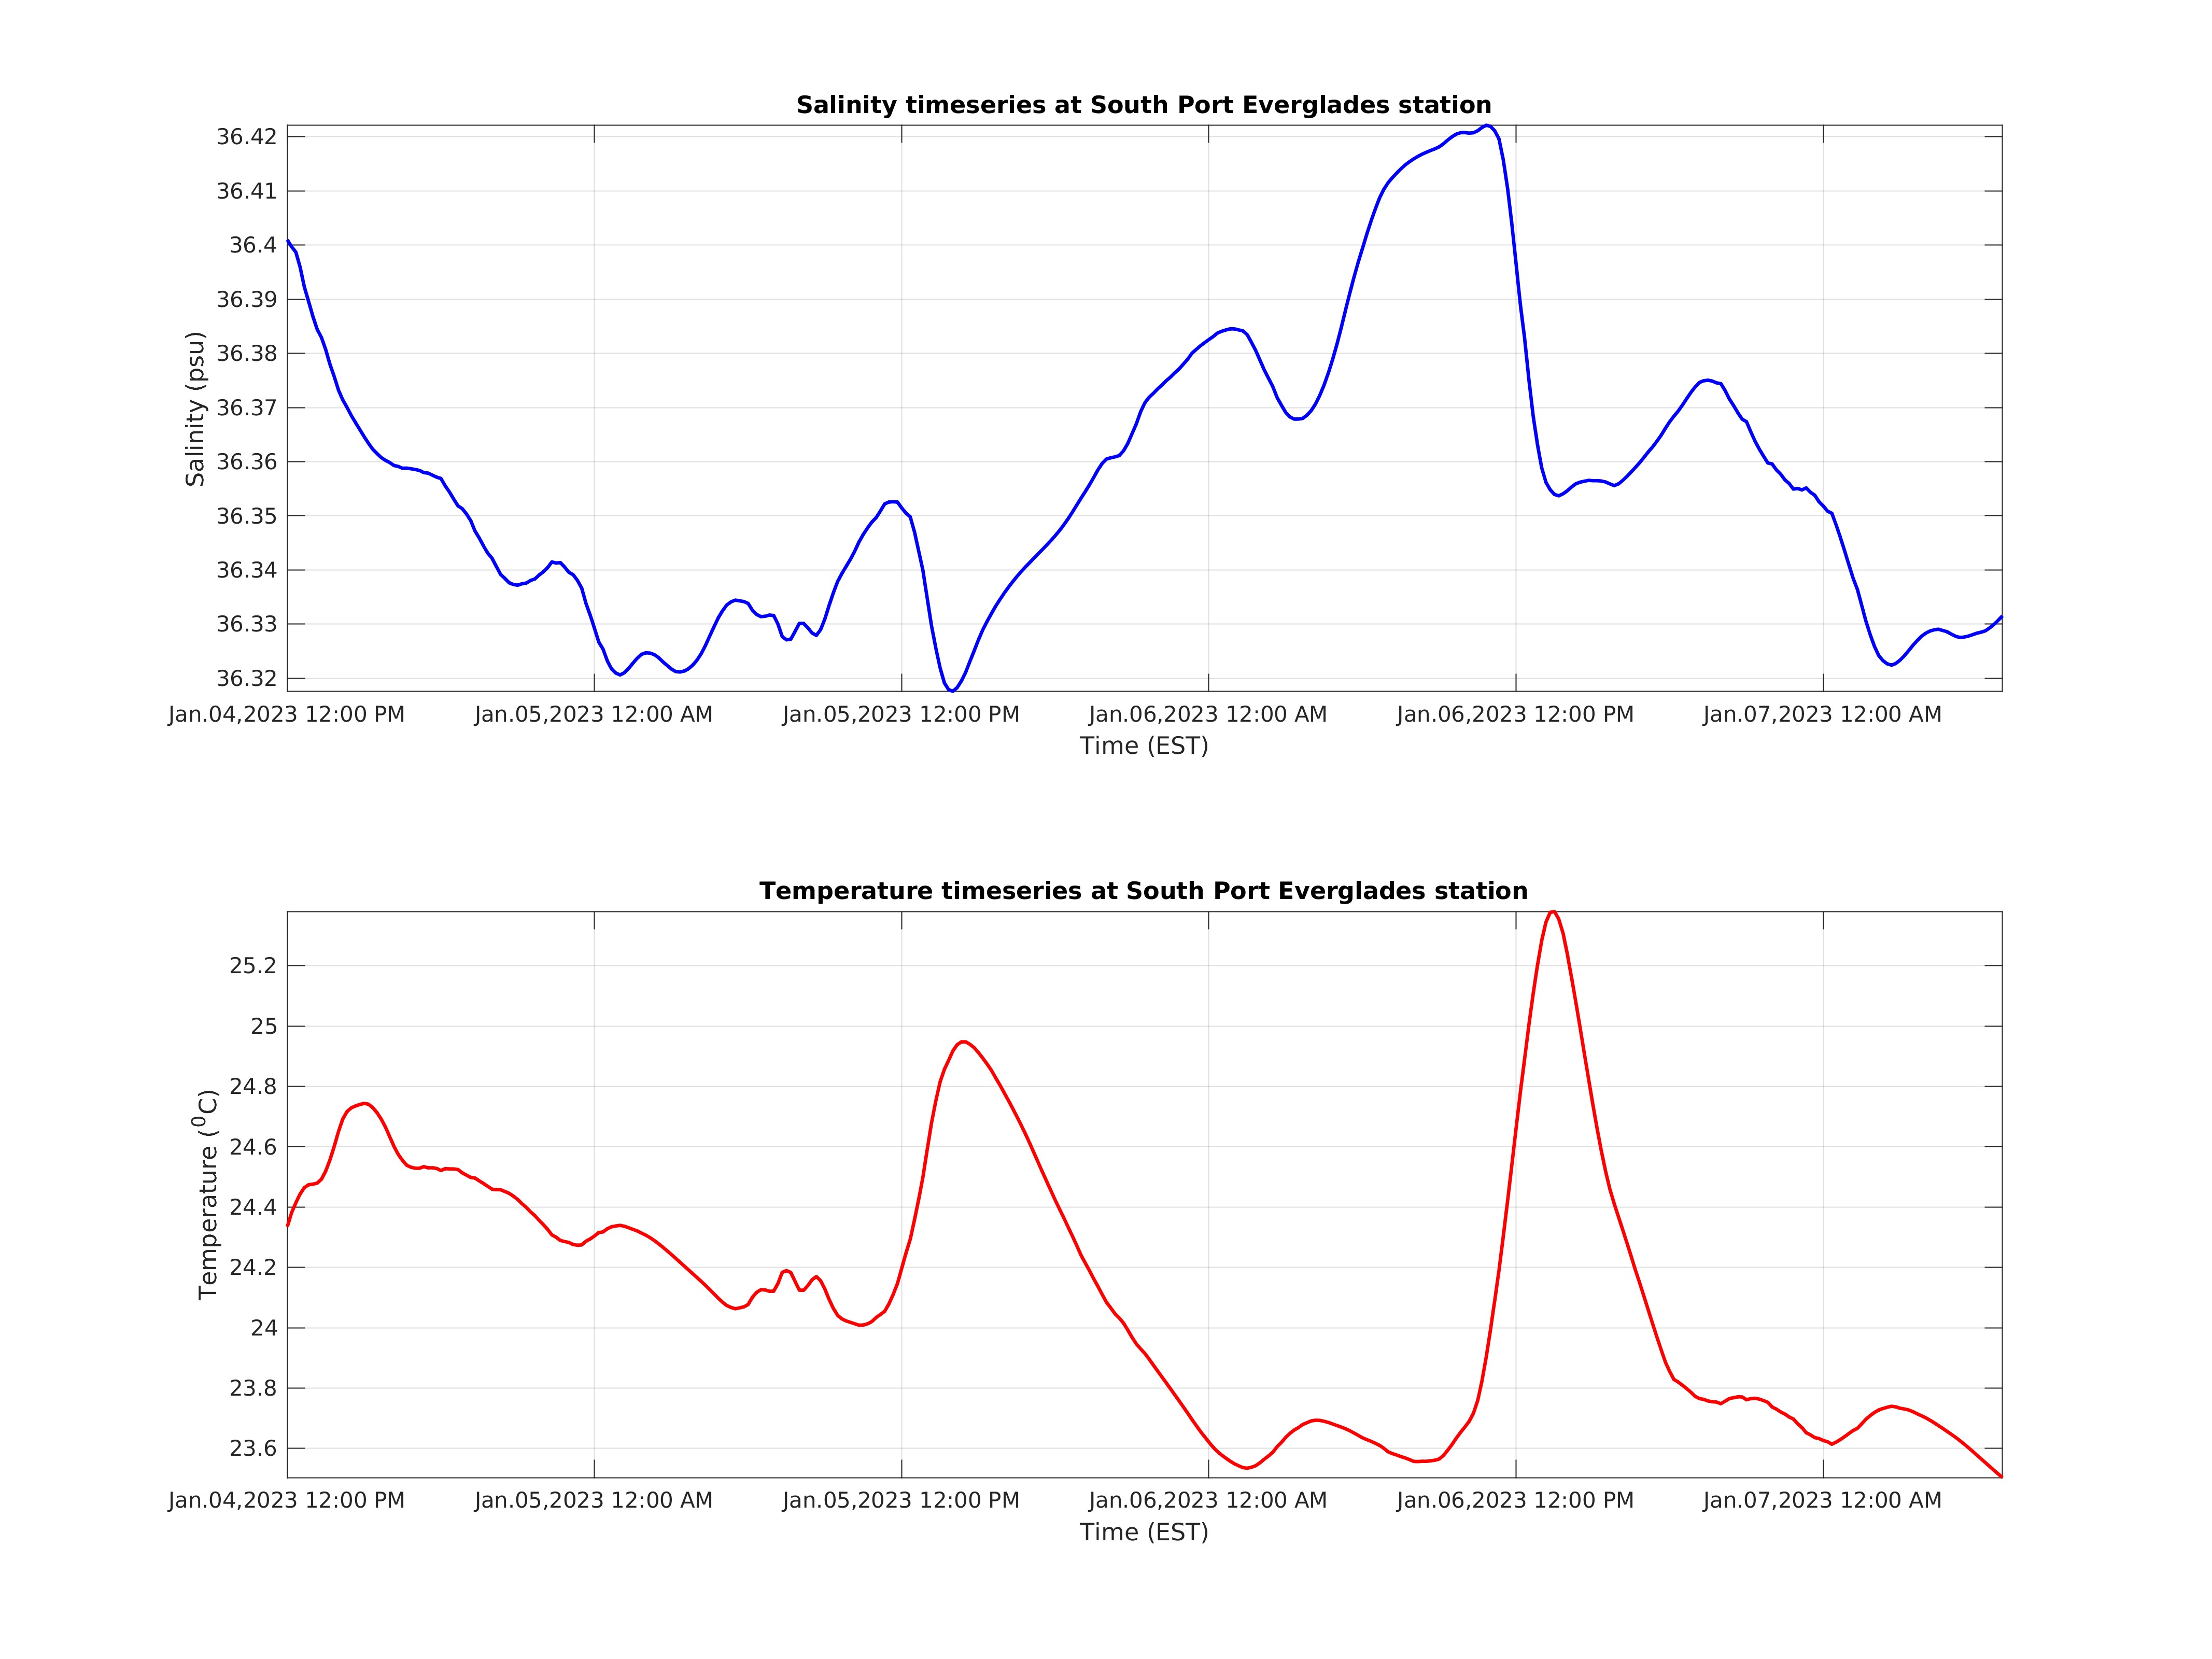 Salinity timeseries at South Port Everglades station
36.42
36.41
36.4
36.39
36.38
36.37
36.36
36.35
36.34
36.33
36.32
Salinity (psu)
Jan.04,2023 12:00 PM Jan.05,2023 12:00 AM Jan.05,2023 12:00 PM Jan.06,2023 12:00 AM Jan.06,2023 12:00 PM Jan.07,2023 12:00 AM
Time (EST)
Temperature timeseries at South Port Everglades station
25.2
25
24.8
24.6
24.4
24.2
24
23.8
23.6
Temperature (⁰C)
Jan.04,2023 12:00 PM Jan.05,2023 12:00 AM Jan.05,2023 12:00 PM Jan.06,2023 12:00 AM Jan.06,2023 12:00 PM Jan.07,2023 12:00 AM
Time (EST)